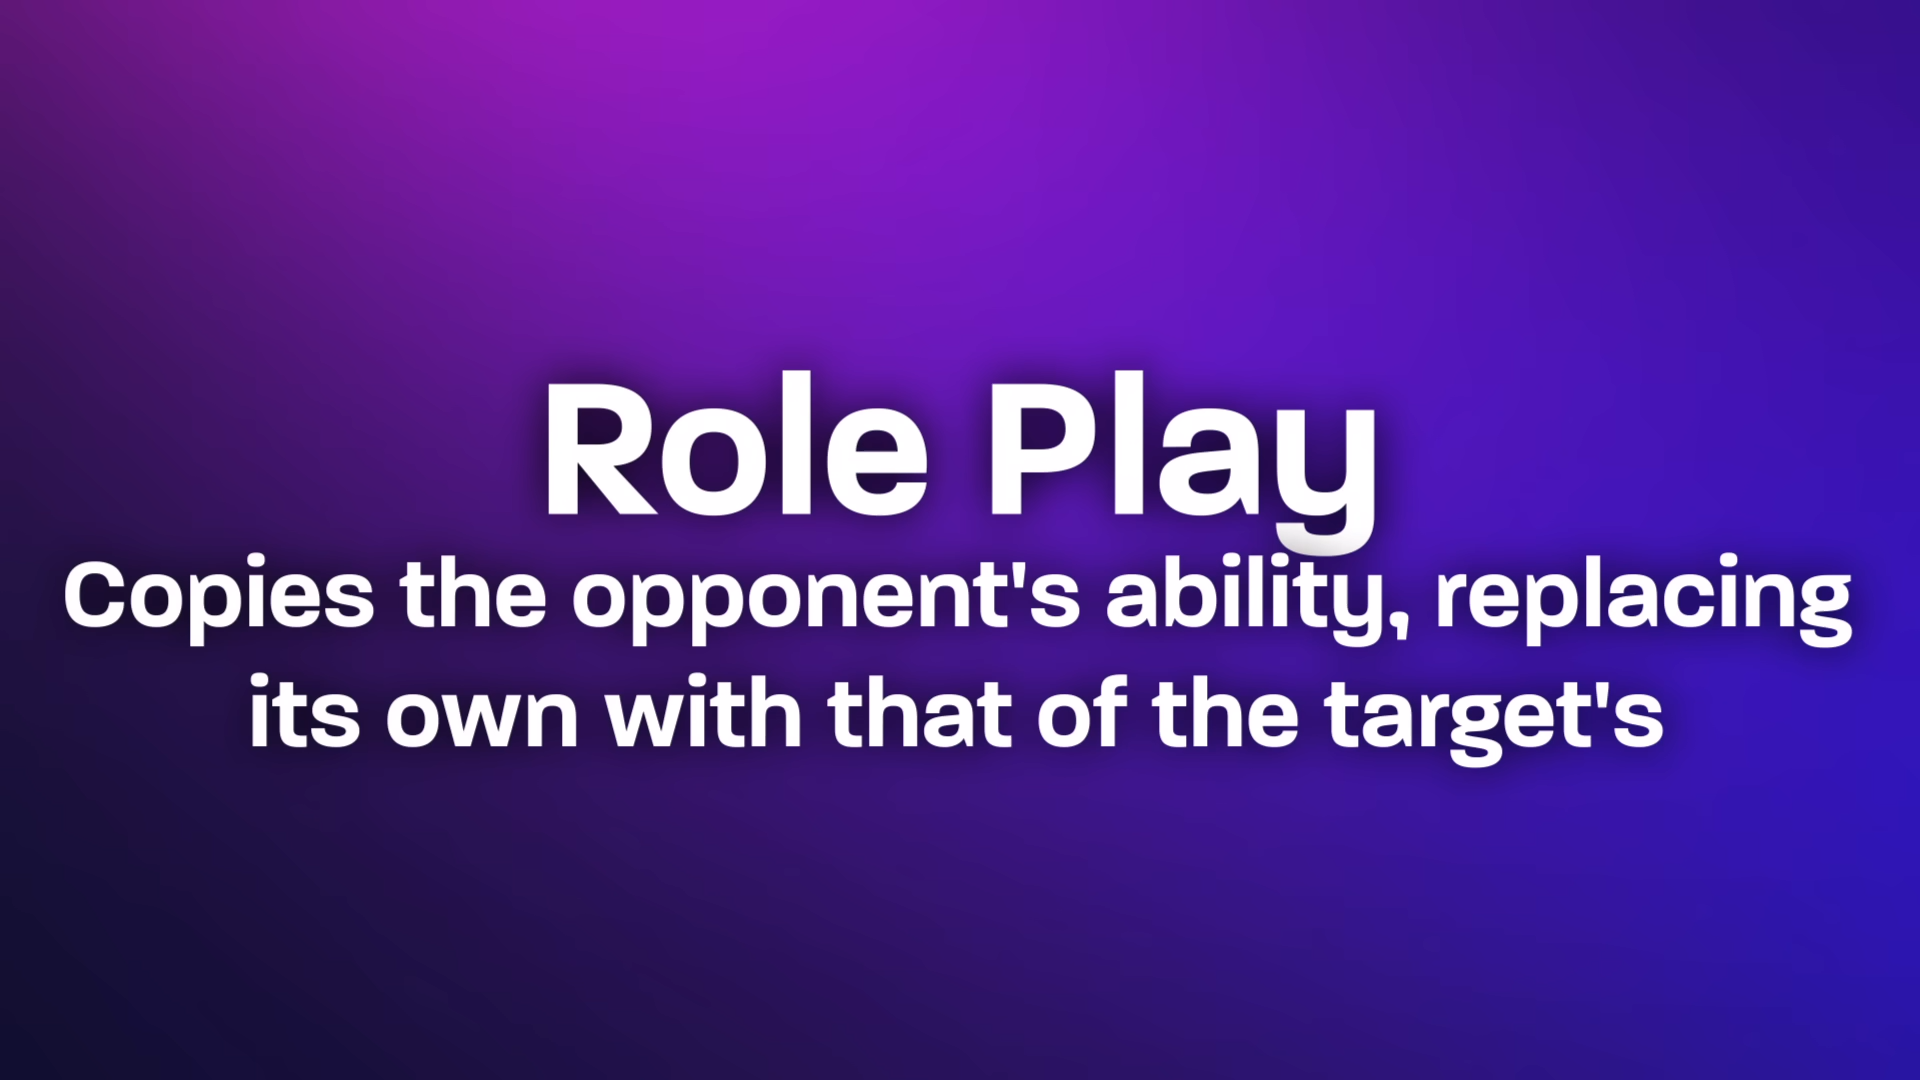 Role Play
Copies the opponent's ability, replacing
its own with that of the target's